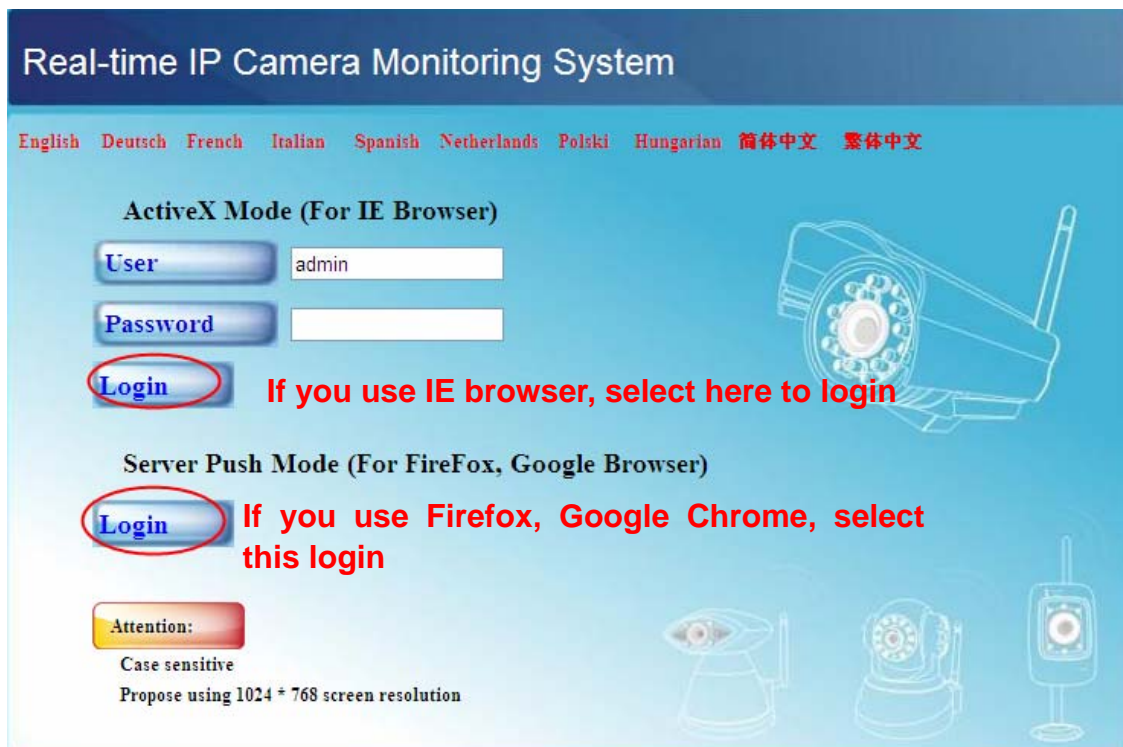 Real-time IP Camera Monitoring System
English Deutsch French Italian Spanish Netherlands Polski Hungarian 简体中文 繁体中文
ActiveX Mode (For IE Browser)
User admin
Password
Login If you use IE browser, select here to login
Server Push Mode (For FireFox, Google Browser)
Login If you use Firefox, Google Chrome, select
this login
Attention:
Case sensitive
Propose using 1024 * 768 screen resolution